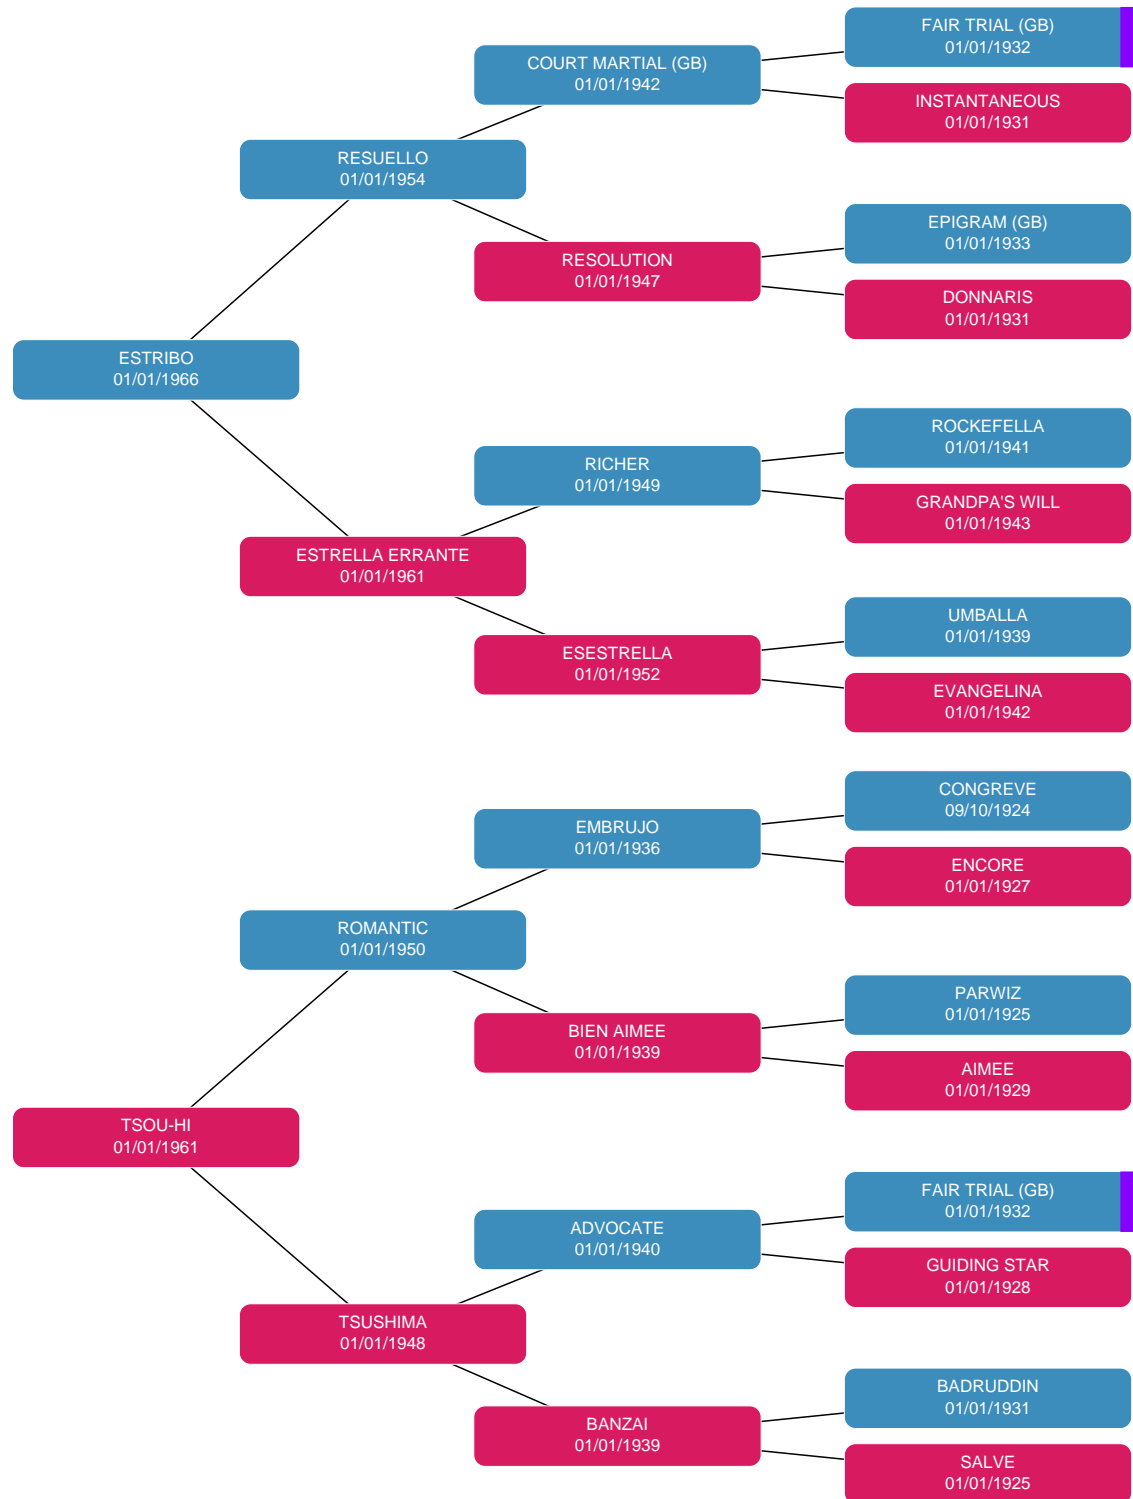 FAIR TRIAL (GB)
01/01/1932
COURT MARTIAL (GB)
01/01/1942
INSTANTANEOUS
01/01/1931
RESUELLO
01/01/1954
EPIGRAM (GB)
01/01/1933
RESOLUTION
01/01/1947
DONNARIS
01/01/1931
ESTRIBO
01/01/1966
ROCKEFELLA
01/01/1941
RICHER
01/01/1949
GRANDPA'S WILL
01/01/1943
ESTRELLA ERRANTE
01/01/1961
UMBALLA
01/01/1939
ESESTRELLA
01/01/1952
EVANGELINA
01/01/1942
CONGREVE
09/10/1924
EMBRUJO
01/01/1936
ENCORE
01/01/1927
ROMANTIC
01/01/1950
PARWIZ
01/01/1925
BIEN AIMEE
01/01/1939
AIMEE
01/01/1929
TSOU-HI
01/01/1961
FAIR TRIAL (GB)
01/01/1932
ADVOCATE
01/01/1940
GUIDING STAR
01/01/1928
TSUSHIMA
01/01/1948
BADRUDDIN
01/01/1931
BANZAI
01/01/1939
SALVE
01/01/1925